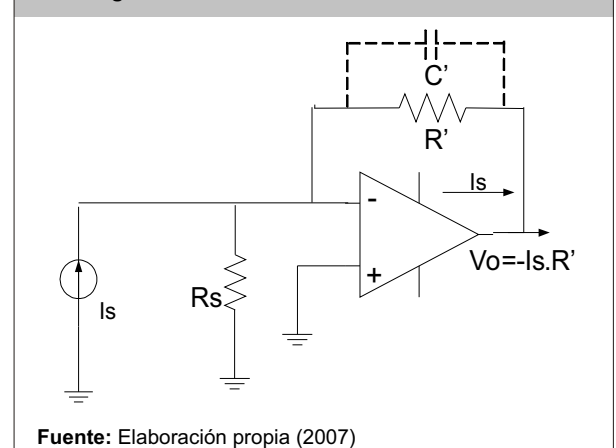 C’
R’
Is
-
+
Vo=-Is.R’
Rs
Is
Fuente: Elaboración propia (2007)